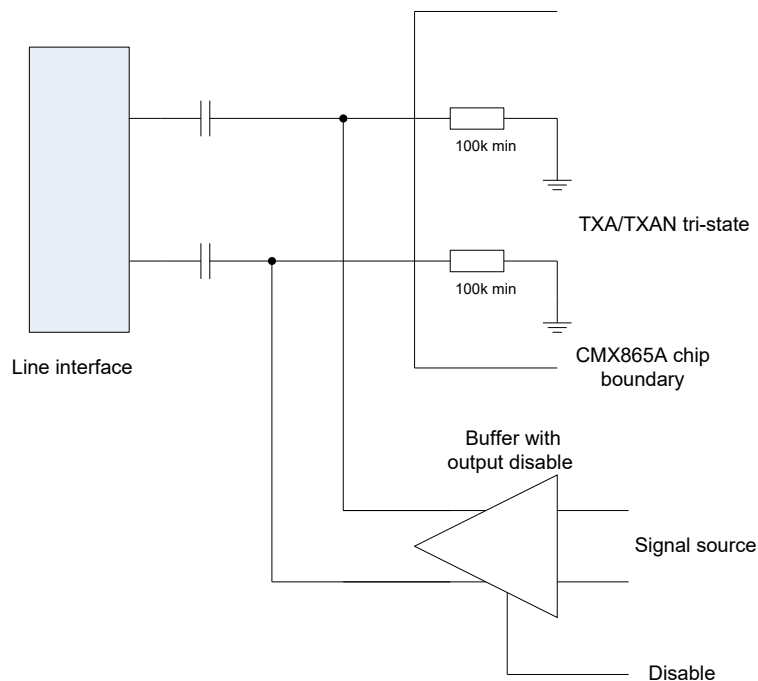 100k min
TXA/TXAN tri-state
100k min
Line interface
CMX865A chip
boundary
Buffer with
output disable
Signal source
Disable